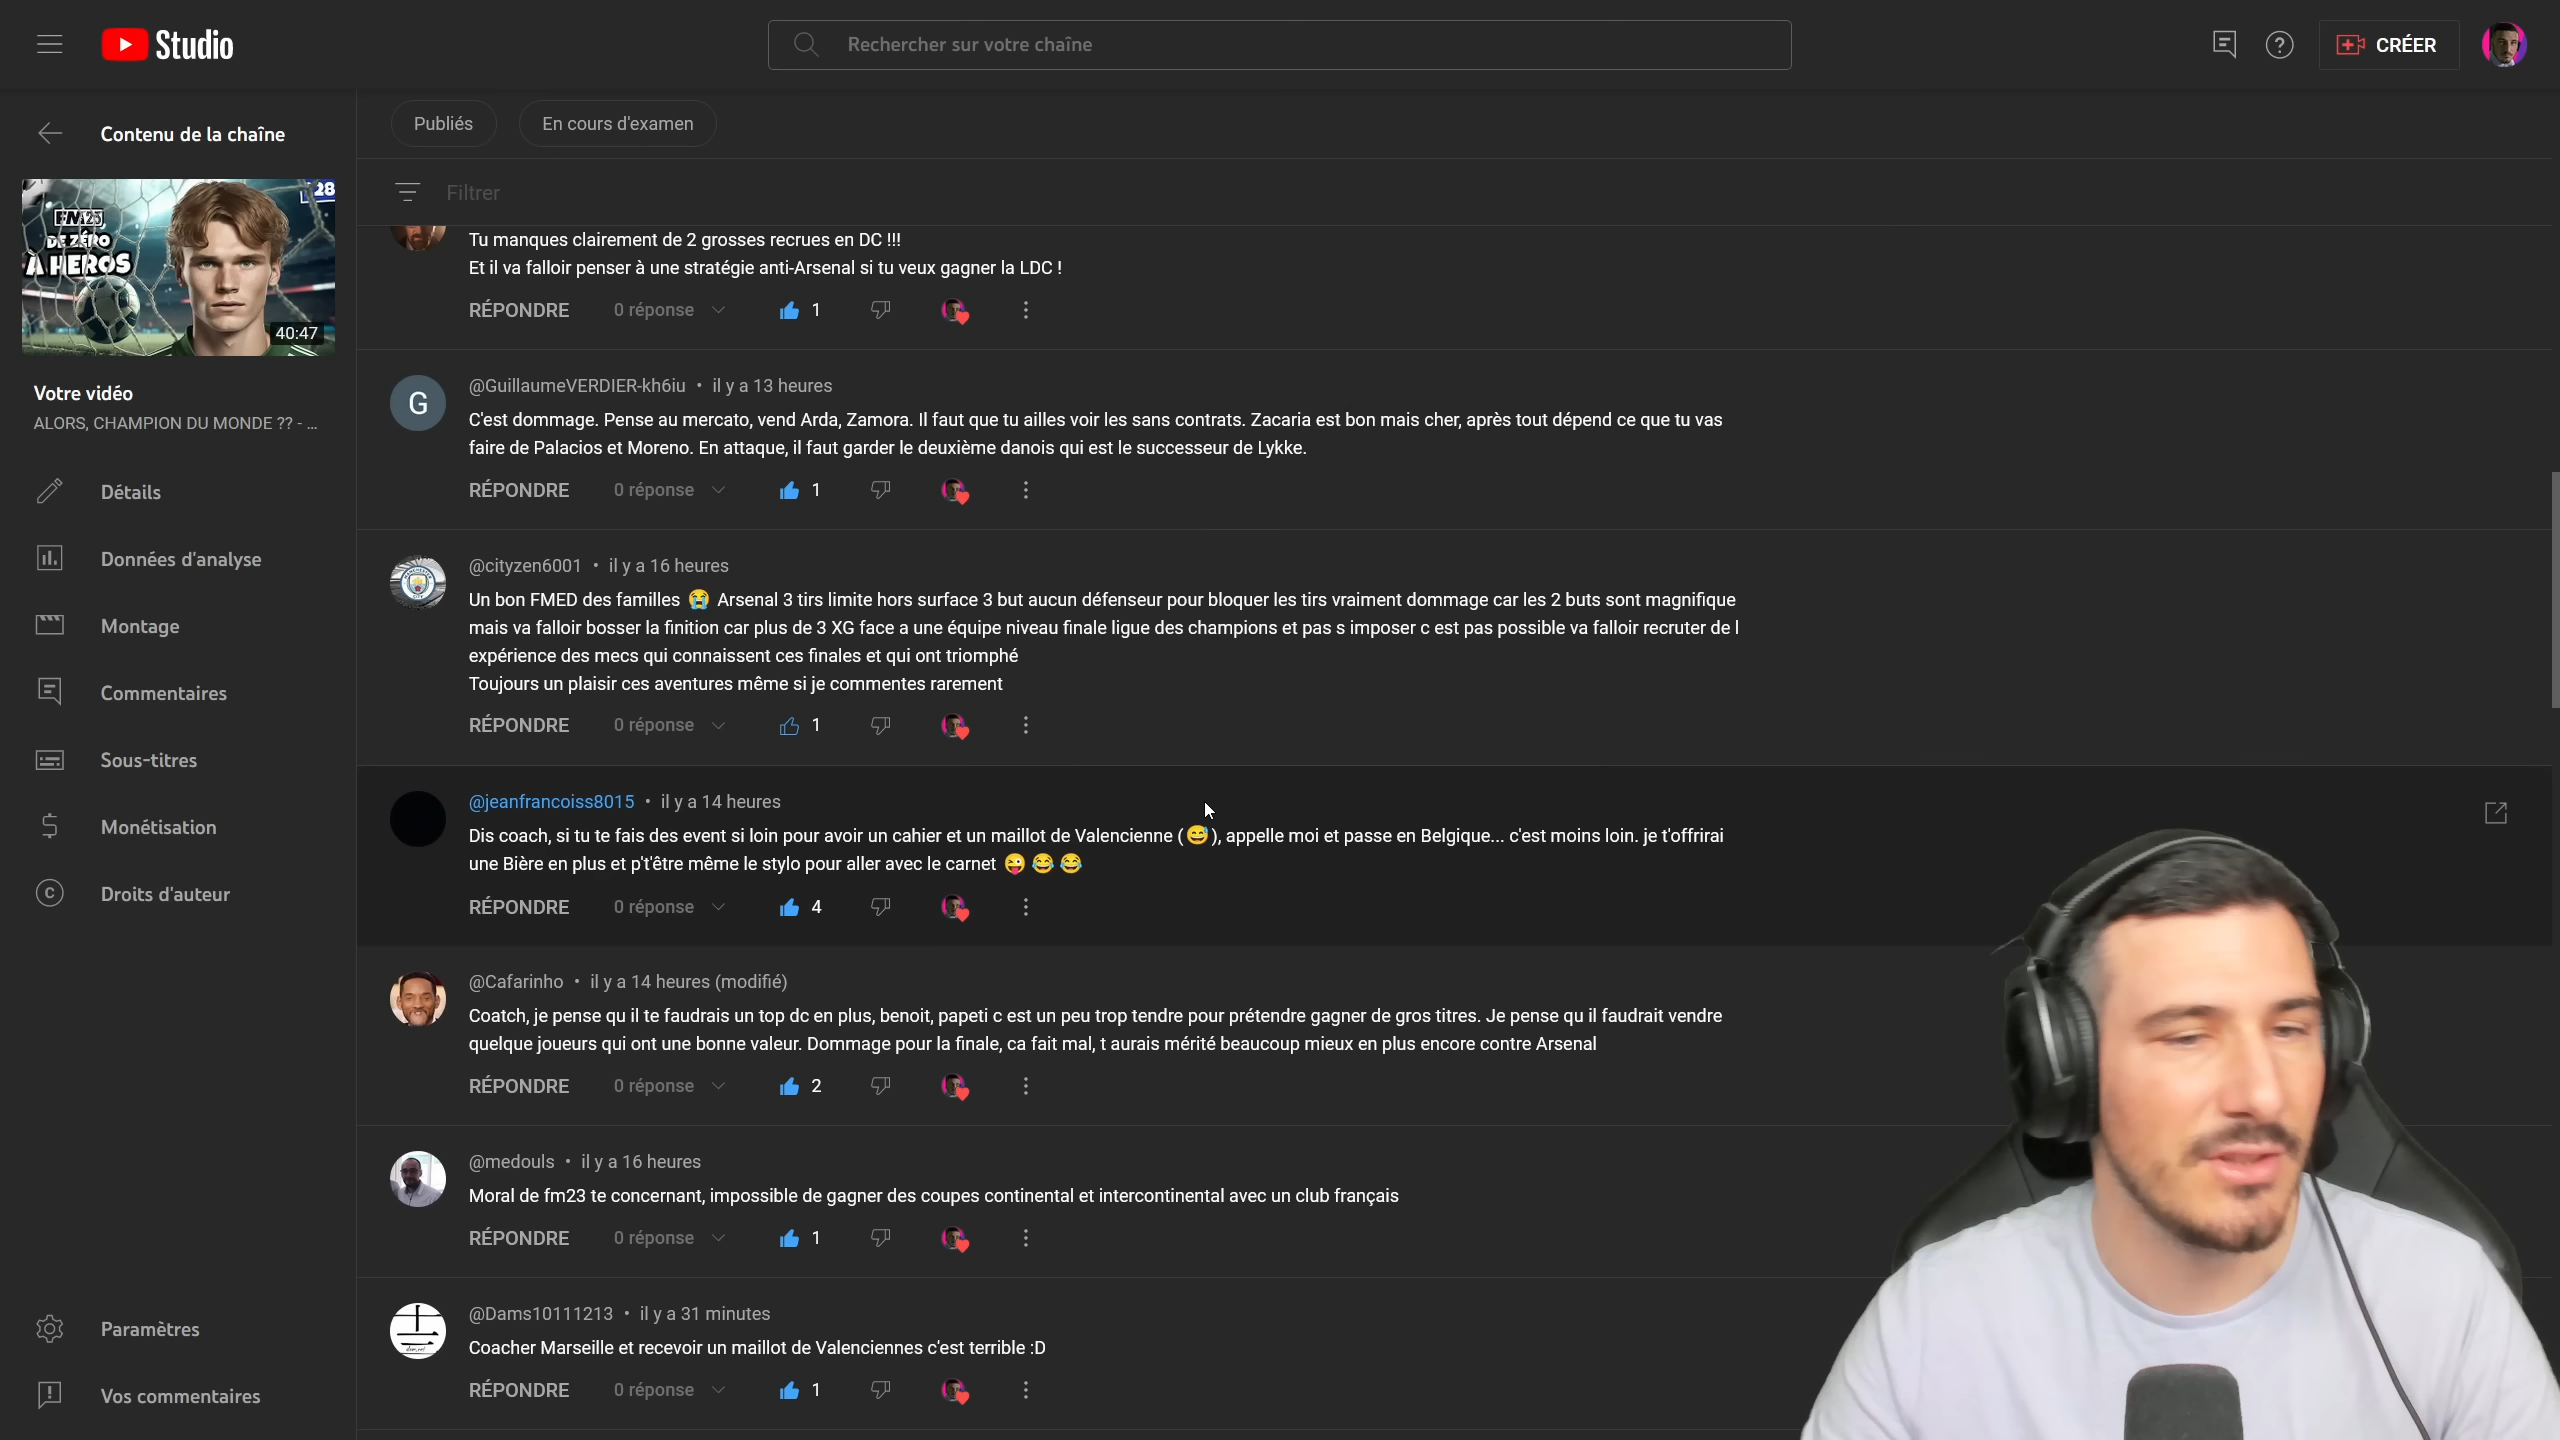 Studio
Rechercher sur votre chaîne
CRÉER
Contenu de la chaîne
28
FM23
DE ZÉRO
À HEROS
40:47
Votre vidéo
ALORS, CHAMPION DU MONDE ?? - ...
Détails
Données d'analyse
Montage
Commentaires
Sous-titres
Monétisation
Droits d'auteur
Paramètres
Vos commentaires
Publiés
En cours d'examen
Filtrer
Tu manques clairement de 2 grosses recrues en DC !!!
Et il va falloir penser à une stratégie anti-Arsenal si tu veux gagner la LDC !
RÉPONDRE 0 réponse 1
G
@GuillaumeVERDIER-kh6iu • il y a 13 heures
C'est dommage. Pense au mercato, vend Arda, Zamora. Il faut que tu ailles voir les sans contrats. Zacaria est bon mais cher, après tout dépend ce que tu vas
faire de Palacios et Moreno. En attaque, il faut garder le deuxième danois qui est le successeur de Lykke.
RÉPONDRE 0 réponse 1
@cityzen6001 • il y a 16 heures
Un bon FMED des familles 😭 Arsenal 3 tirs limite hors surface 3 but aucun défenseur pour bloquer les tirs vraiment dommage car les 2 buts sont magnifique
mais va falloir bosser la finition car plus de 3 XG face a une équipe niveau finale ligue des champions et pas s imposer c est pas possible va falloir recruter de l
expérience des mecs qui connaissent ces finales et qui ont triomphé
Toujours un plaisir ces aventures même si je commentes rarement
RÉPONDRE 0 réponse 1
@jeanfrancoiss8015 • il y a 14 heures
Dis coach, si tu te fais des event si loin pour avoir un cahier et un maillot de Valencienne (😅), appelle moi et passe en Belgique... c'est moins loin. je t'offrirai
une Bière en plus et p't'être même le stylo pour aller avec le carnet 😜😂😂
RÉPONDRE 0 réponse 4
@Cafarinho • il y a 14 heures (modifié)
Coatch, je pense qu il te faudrais un top dc en plus, benoit, papeti c est un peu trop tendre pour prétendre gagner de gros titres. Je pense qu il faudrait vendre
quelque joueurs qui ont une bonne valeur. Dommage pour la finale, ca fait mal, t aurais mérité beaucoup mieux en plus encore contre Arsenal
RÉPONDRE 0 réponse 2
@medouls • il y a 16 heures
Moral de fm23 te concernant, impossible de gagner des coupes continental et intercontinental avec un club français
RÉPONDRE 0 réponse 1
@Dams10111213 • il y a 31 minutes
Coacher Marseille et recevoir un maillot de Valenciennes c'est terrible :D
RÉPONDRE 0 réponse 1